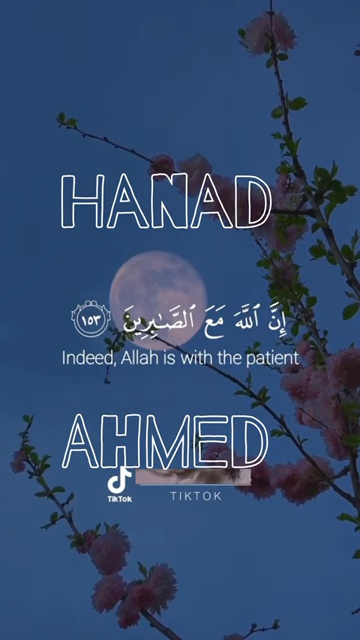 HANAD
إِنَّ ٱللَّهَ مَعَ ٱلصَّـٰبِرِينَ ١٥٣
Indeed, Allah is with the patient
AHMED
TikTok
TIKTOK